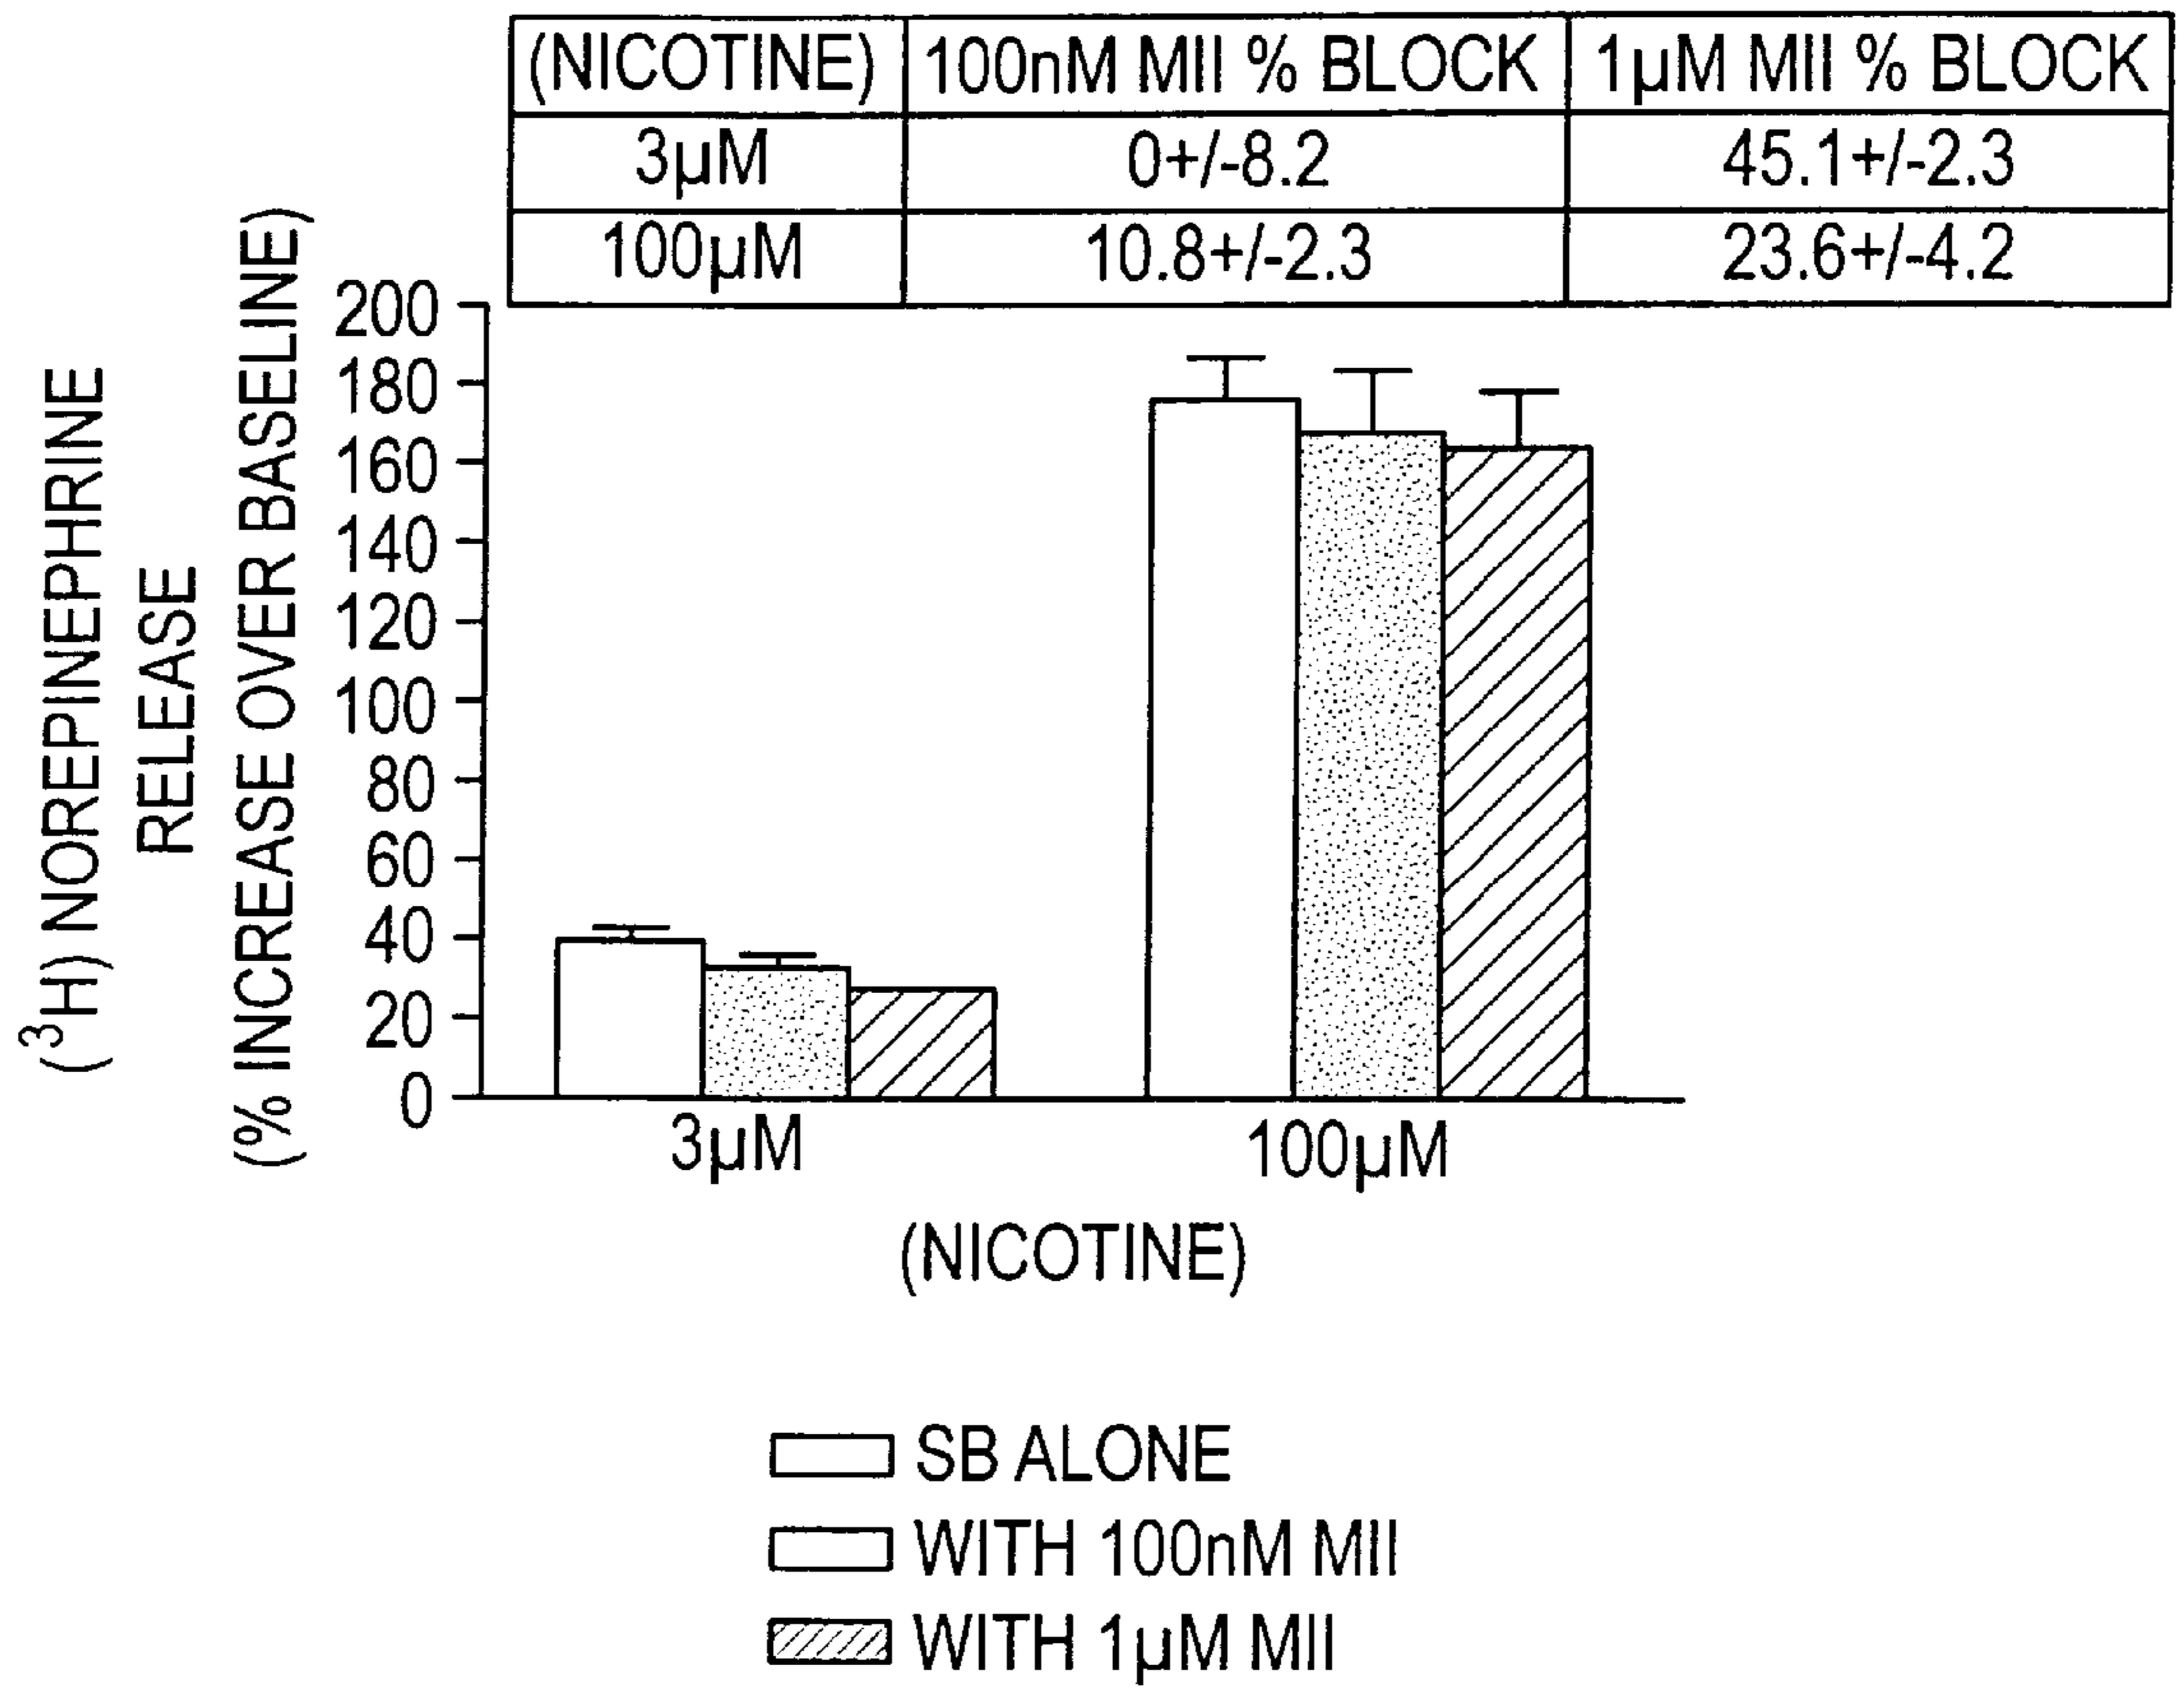 (NICOTINE) 100nM MII % BLOCK 1µM MII % BLOCK
3µM 0+/-8.2 45.1+/-2.3
100µM 10.8+/-2.3 23.6+/-4.2
(³H) NOREPINEPHRINE
RELEASE
(% INCREASE OVER BASELINE)
200
180
160
140
120
100
80
60
40
20
0
3µM 100µM
(NICOTINE)
SB ALONE
WITH 100nM MII
WITH 1µM MII